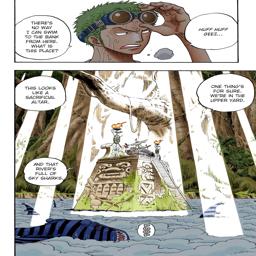 THERE'S
NO WAY
I CAN SWIM
TO THE BANK
FROM HERE.
WHAT IS
THIS PLACE?
HUFF HUFF
GEEZ...
THIS LOOKS
LIKE A
SACRIFICIAL
ALTAR.
ONE THING'S
FOR SURE.
WE'RE IN THE
UPPER YARD.
AND THAT
RIVER'S
FULL OF
SKY SHARKS.